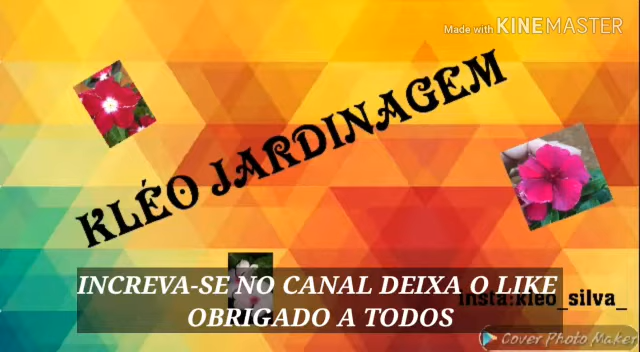 Made with KINEMASTER
KLÉO JARDINAGEM
INCREVA-SE NO CANAL DEIXA O LIKE
insta:kleo_silva_
OBRIGADO A TODOS
Cover Photo Maker